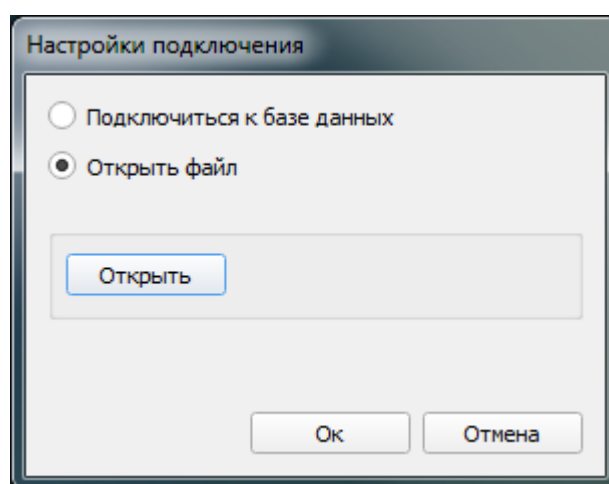 Настройки подключения
Подключиться к базе данных
Открыть файл
Открыть
Ок
Отмена